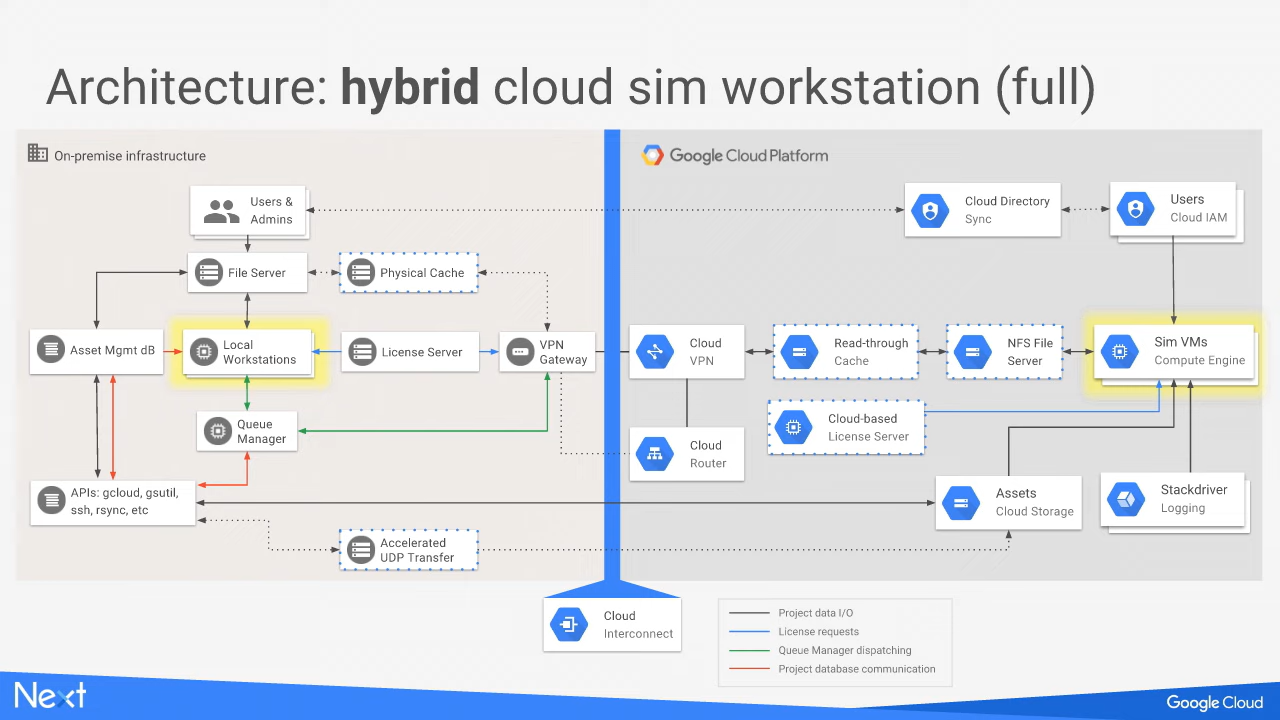 Architecture: hybrid cloud sim workstation (full)
On-premise infrastructure
Google Cloud Platform
Users &
Admins
Cloud Directory
Sync
Users
Cloud IAM
File Server
Physical Cache
Asset Mgmt dB
Local
Workstations
License Server
VPN
Gateway
Cloud
VPN
Read-through
Cache
NFS File
Server
Sim VMs
Compute Engine
Queue
Manager
Cloud-based
License Server
Cloud
Router
APIs: gcloud, gsutil,
ssh, rsync, etc
Assets
Cloud Storage
Stackdriver
Logging
Accelerated
UDP Transfer
Cloud
Interconnect
Project data I/O
License requests
Queue Manager dispatching
Project database communication
Next
Google Cloud